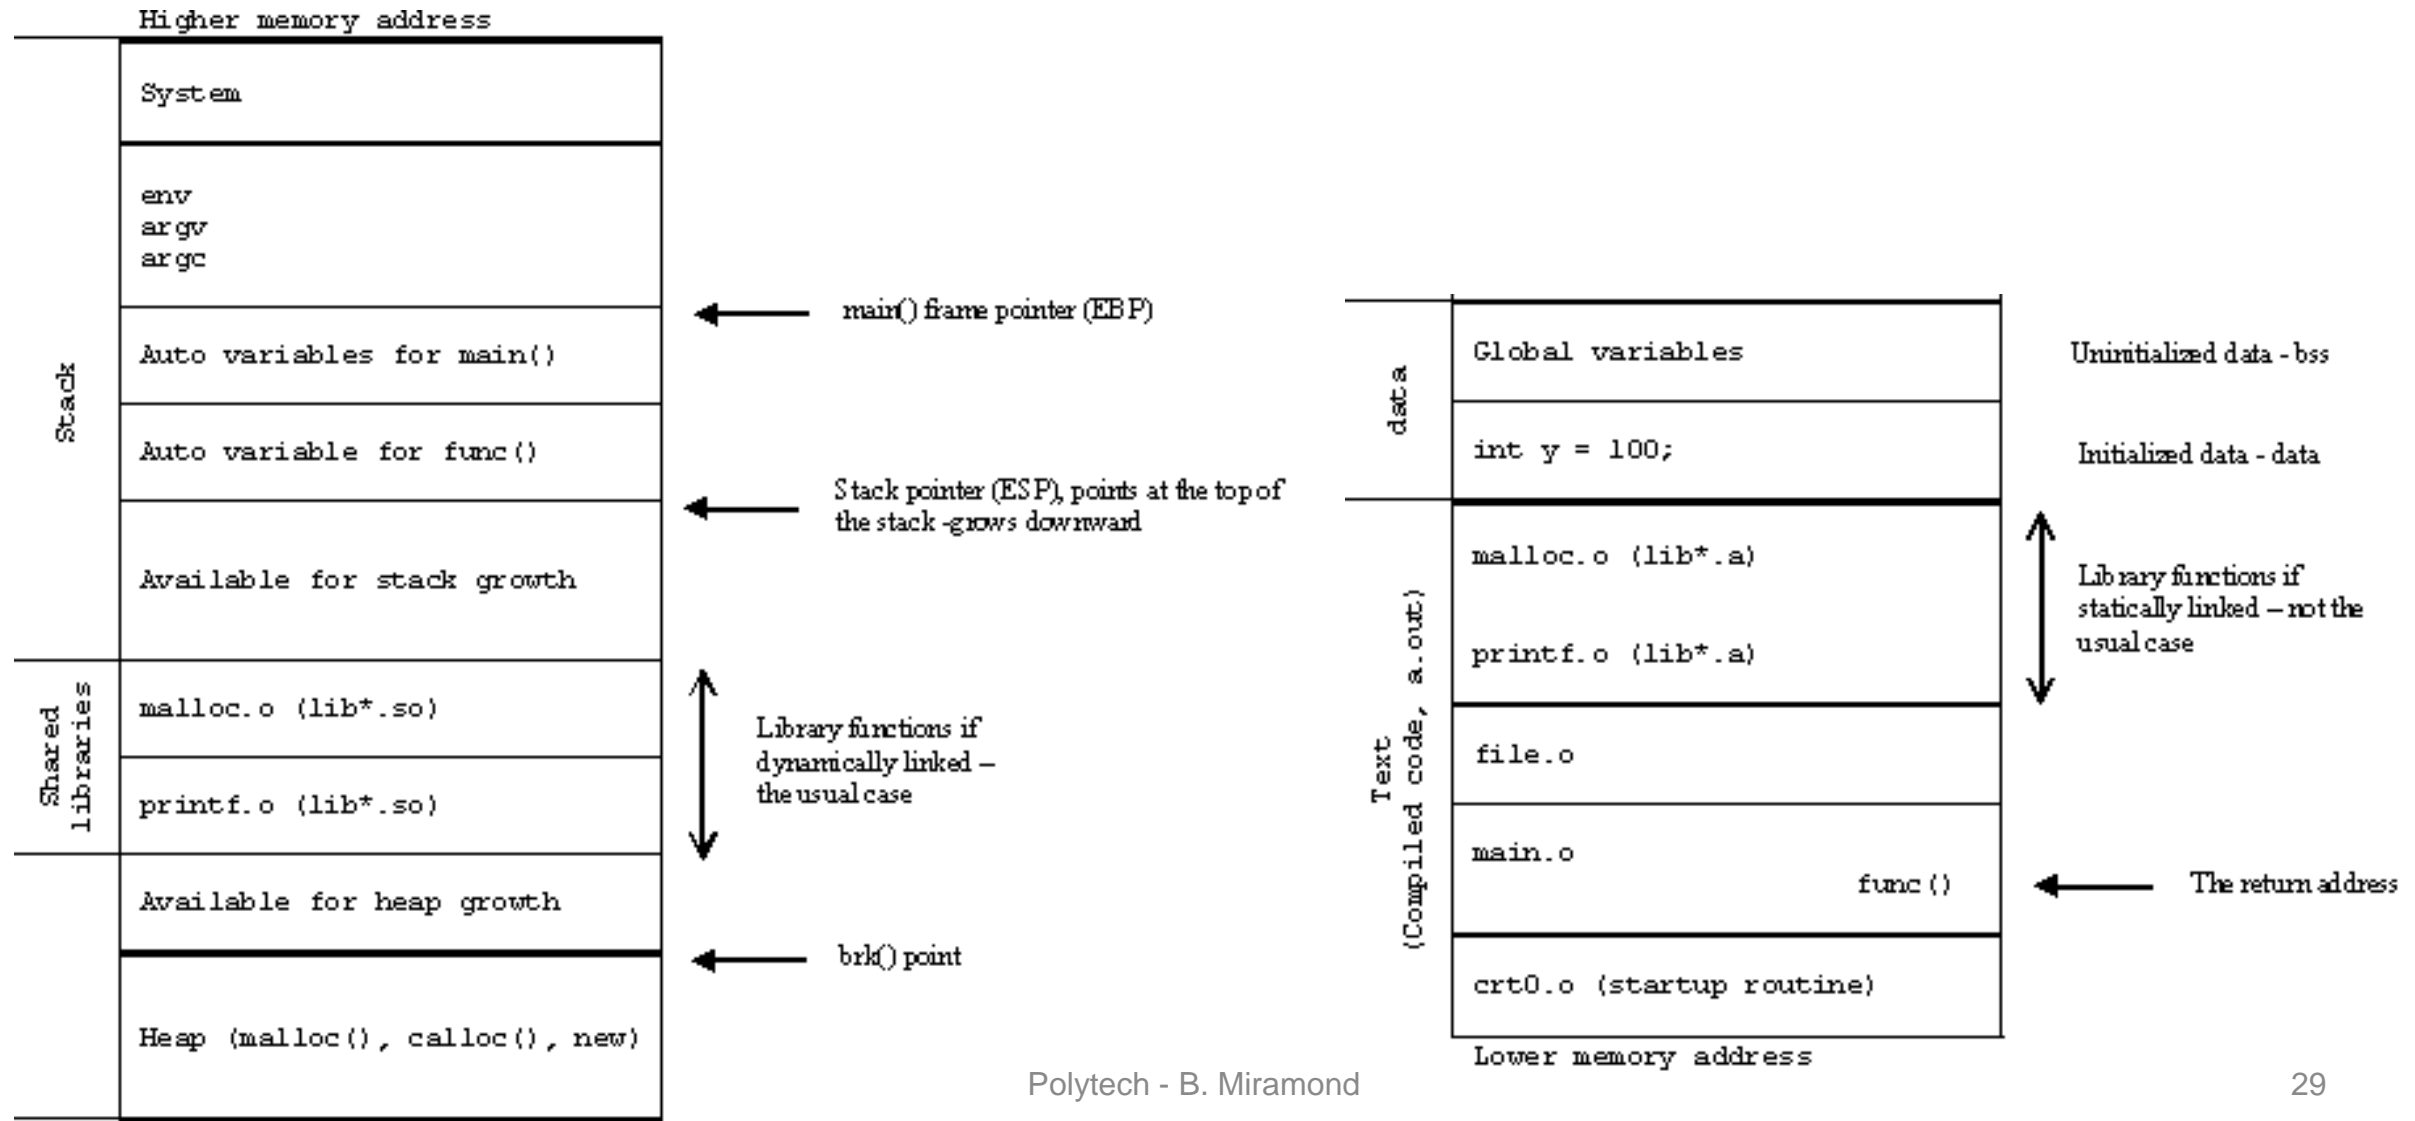 Higher memory address
System
env
argv
argc
main() frame pointer (EBP)
Auto variables for main()
Stack
Auto variable for func()
Stack pointer (ESP), points at the top of
the stack -grows downward
Available for stack growth
Shared
libraries
malloc.o (lib*.so)
printf.o (lib*.so)
Library functions if
dynamically linked –
the usual case
Available for heap growth
brk() point
Heap (malloc(), calloc(), new)
data
Global variables
Uninitialized data - bss
int y = 100;
Initialized data - data
Text
(Compiled code, a.out)
malloc.o (lib*.a)
printf.o (lib*.a)
Library functions if
statically linked – not the
usual case
file.o
main.o
func()
The return address
crt0.o (startup routine)
Lower memory address
Polytech - B. Miramond
29